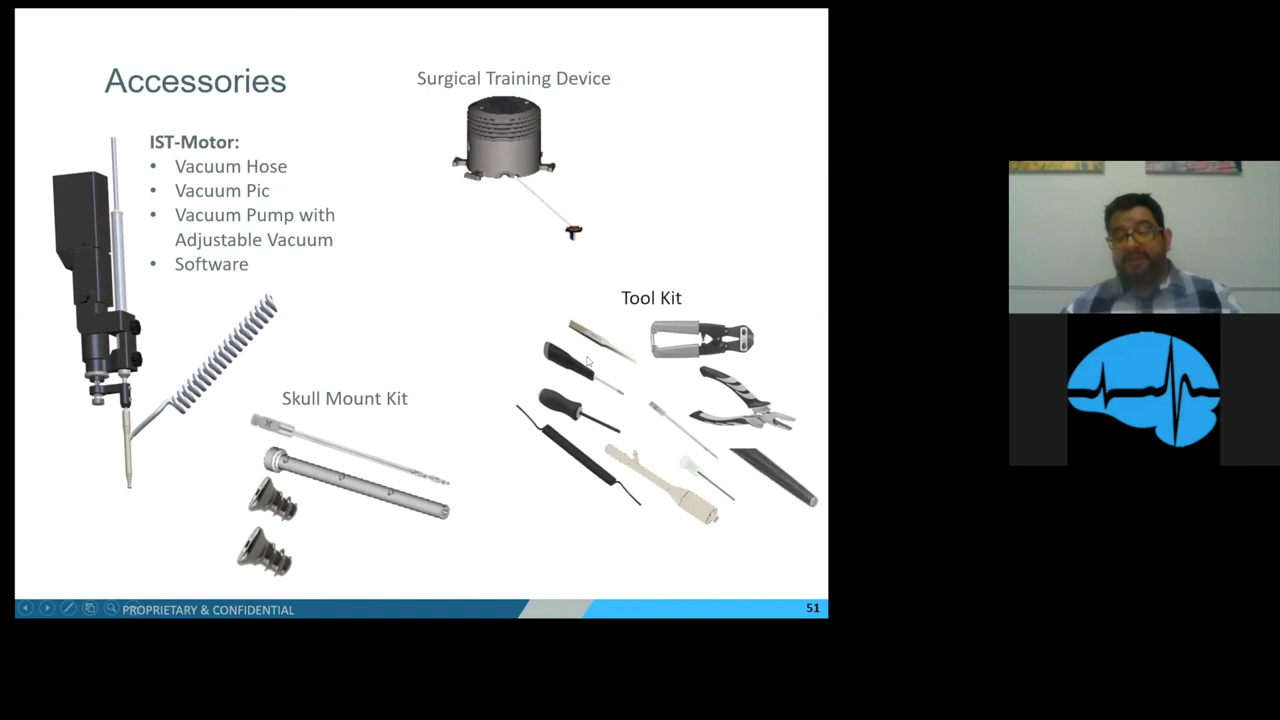 Accessories
Surgical Training Device
IST-Motor:
• Vacuum Hose
• Vacuum Pic
• Vacuum Pump with
Adjustable Vacuum
• Software
Tool Kit
Skull Mount Kit
PROPRIETARY & CONFIDENTIAL
51